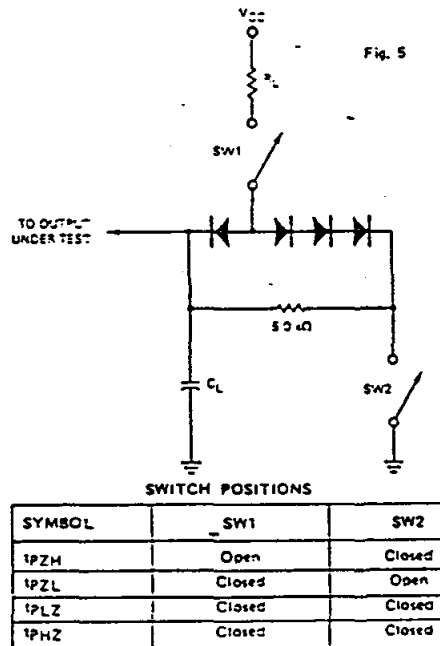 VCC
Fig. 5
SW1
TO OUTPUT
UNDER TEST
5.0 kΩ
CL
SW2
SWITCH POSITIONS
SYMBOL SW1 SW2
tPZH Open Closed
tPZL Closed Open
tPLZ Closed Closed
tPHZ Closed Closed